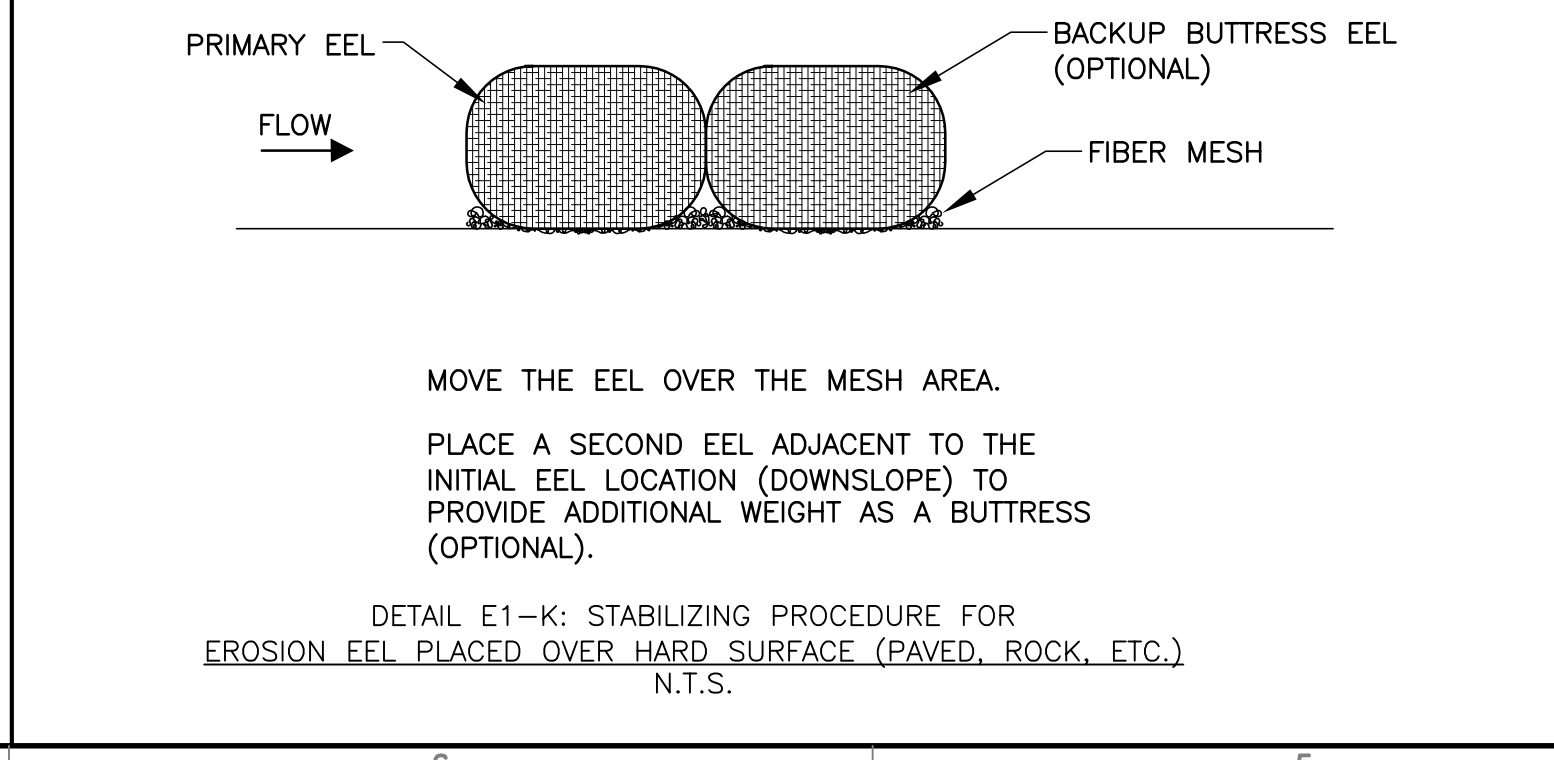 PRIMARY EEL
BACKUP BUTTRESS EEL
(OPTIONAL)
FLOW
FIBER MESH
MOVE THE EEL OVER THE MESH AREA.
PLACE A SECOND EEL ADJACENT TO THE
INITIAL EEL LOCATION (DOWNSLOPE) TO
PROVIDE ADDITIONAL WEIGHT AS A BUTTRESS
(OPTIONAL).
DETAIL E1-K: STABILIZING PROCEDURE FOR
EROSION EEL PLACED OVER HARD SURFACE (PAVED, ROCK, ETC.)
N.T.S.